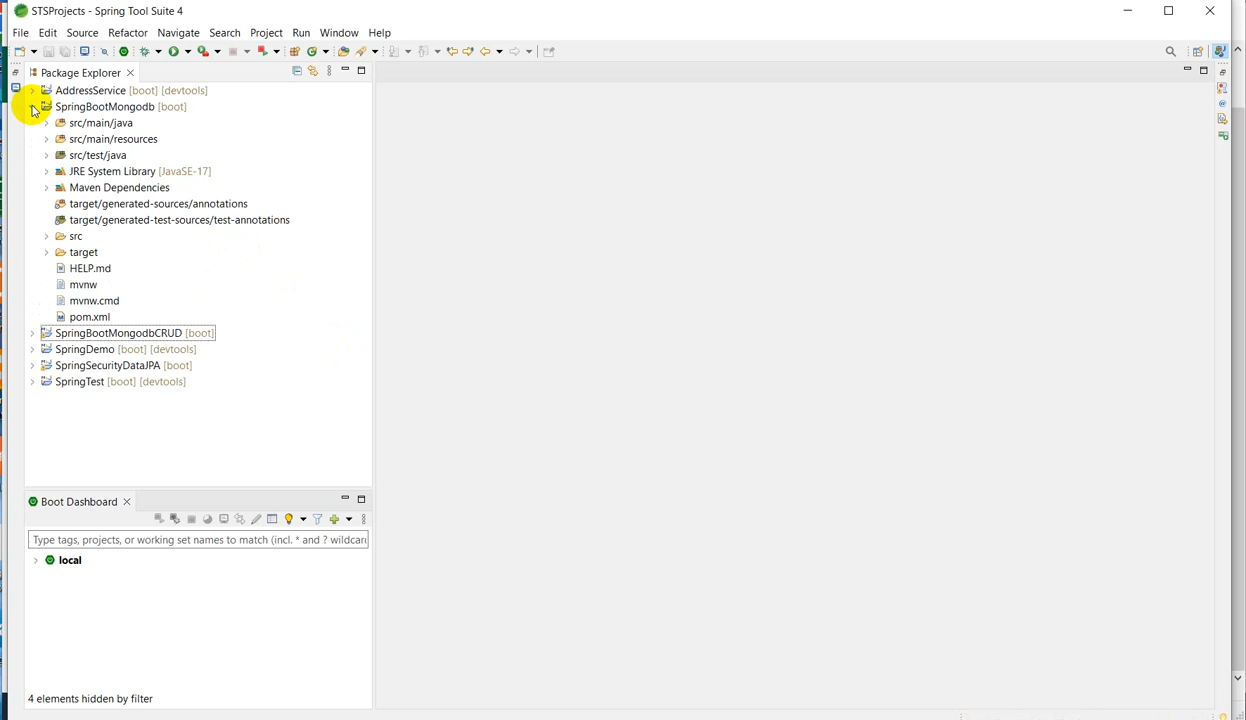 STSProjects - Spring Tool Suite 4
File Edit Source Refactor Navigate Search Project Run Window Help
Package Explorer
AddressService [boot] [devtools]
SpringBootMongodb [boot]
src/main/java
src/main/resources
src/test/java
JRE System Library [JavaSE-17]
Maven Dependencies
target/generated-sources/annotations
target/generated-test-sources/test-annotations
src
target
HELP.md
mvnw
mvnw.cmd
pom.xml
SpringBootMongodbCRUD [boot]
SpringDemo [boot] [devtools]
SpringSecurityDataJPA [boot]
SpringTest [boot] [devtools]
Boot Dashboard
Type tags, projects, or working set names to match (incl. * and ? wildcar
local
4 elements hidden by filter